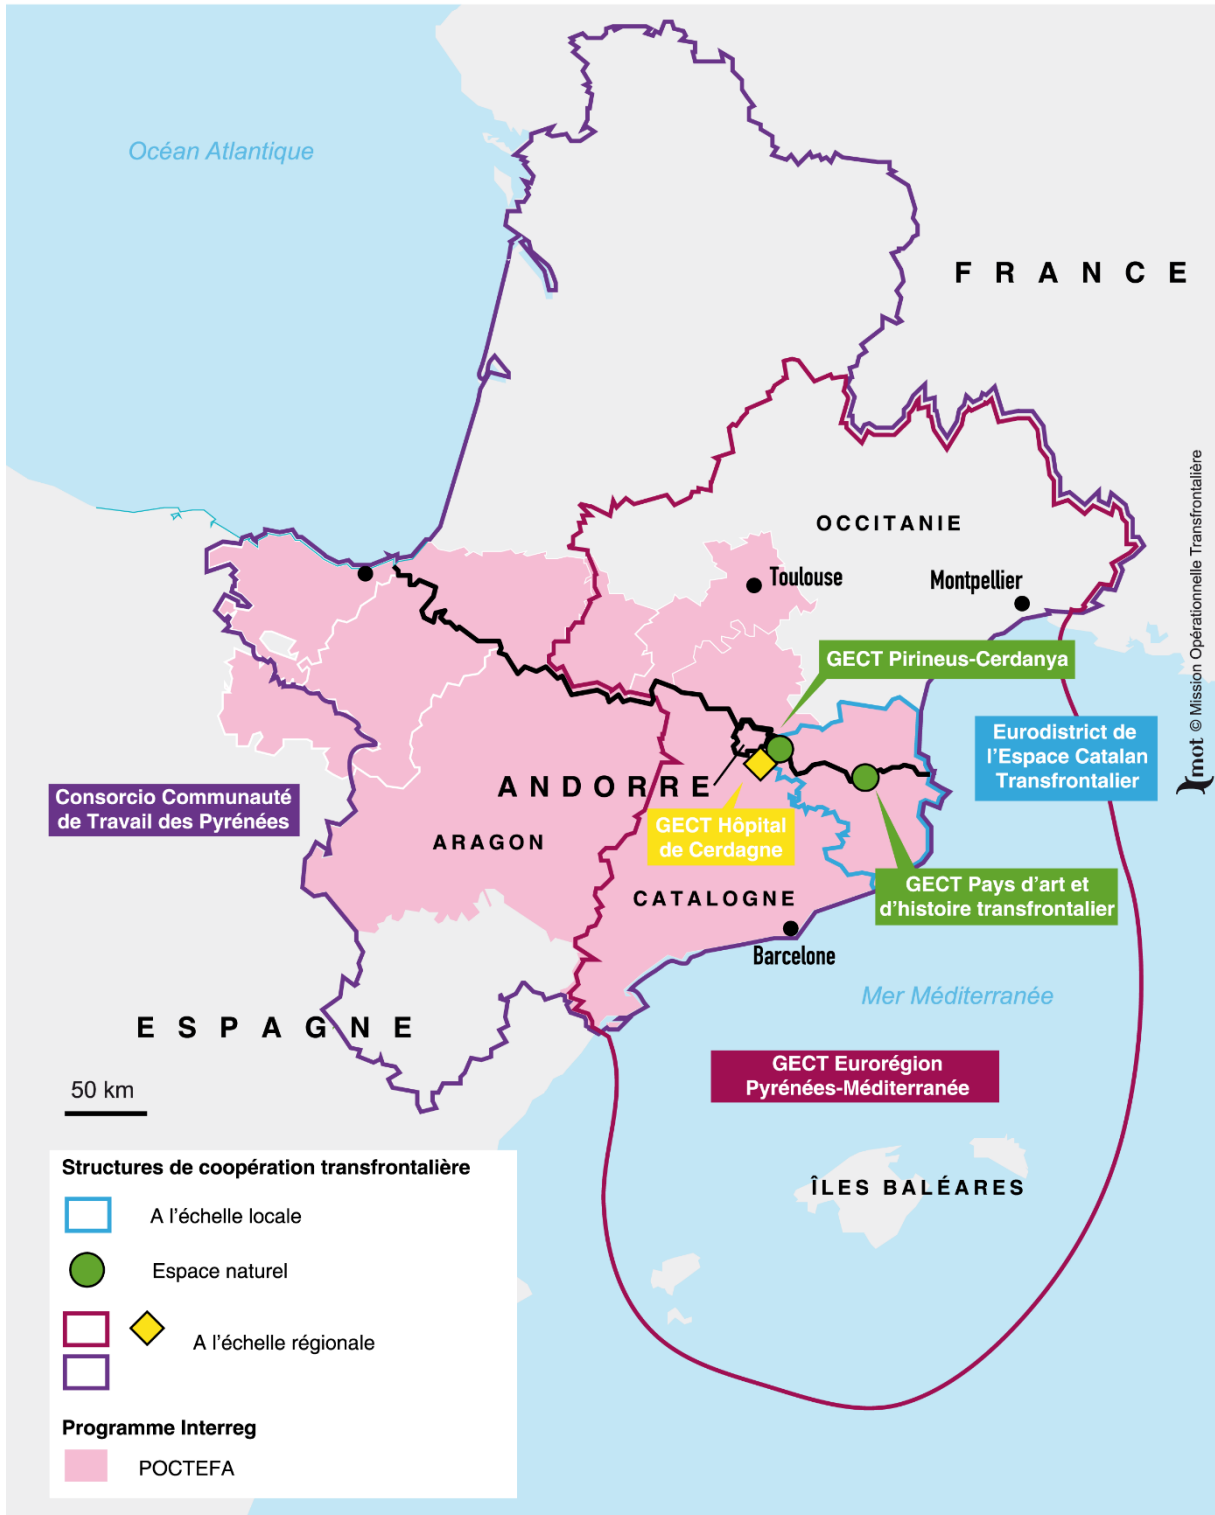 Océan Atlantique
FRANCE
OCCITANIE
Toulouse
Montpellier
GECT Pirineus-Cerdanya
Eurodistrict de
l'Espace Catalan
Transfrontalier
ANDORRE
Consorcio Communauté
de Travail des Pyrénées
GECT Hôpital
de Cerdagne
ARAGON
CATALOGNE
GECT Pays d'art et
d'histoire transfrontalier
Barcelone
Mer Méditerranée
ESPAGNE
GECT Eurorégion
Pyrénées-Méditerranée
50 km
ÎLES BALÉARES
Structures de coopération transfrontalière
A l'échelle locale
Espace naturel
A l'échelle régionale
Programme Interreg
POCTEFA
mot © Mission Opérationnelle Transfrontalière